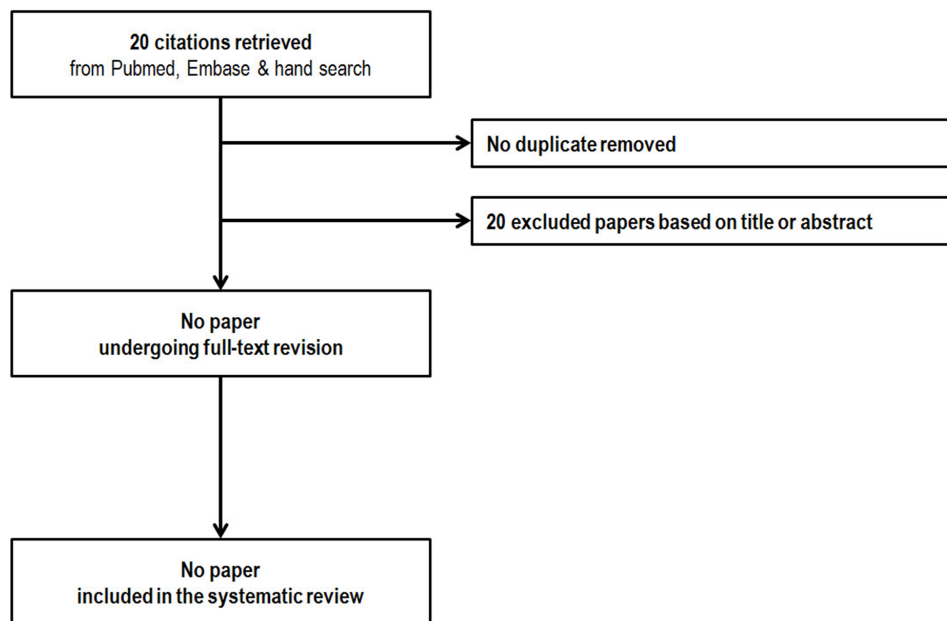 20 citations retrieved
from Pubmed, Embase & hand search
No duplicate removed
20 excluded papers based on title or abstract
No paper
undergoing full-text revision
No paper
included in the systematic review